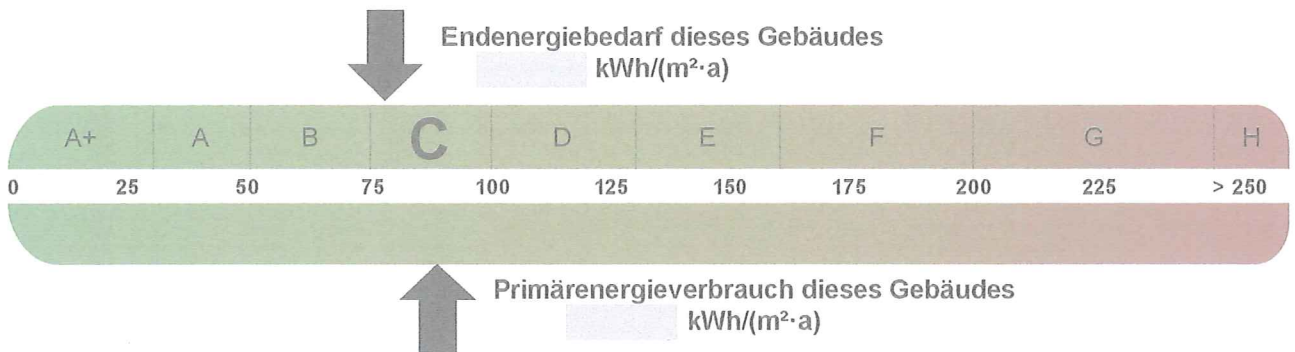 Endenergiebedarf dieses Gebäudes
kWh/(m²·a)
A+ A B C D E F G H
0 25 50 75 100 125 150 175 200 225 > 250
Primärenergieverbrauch dieses Gebäudes
kWh/(m²·a)